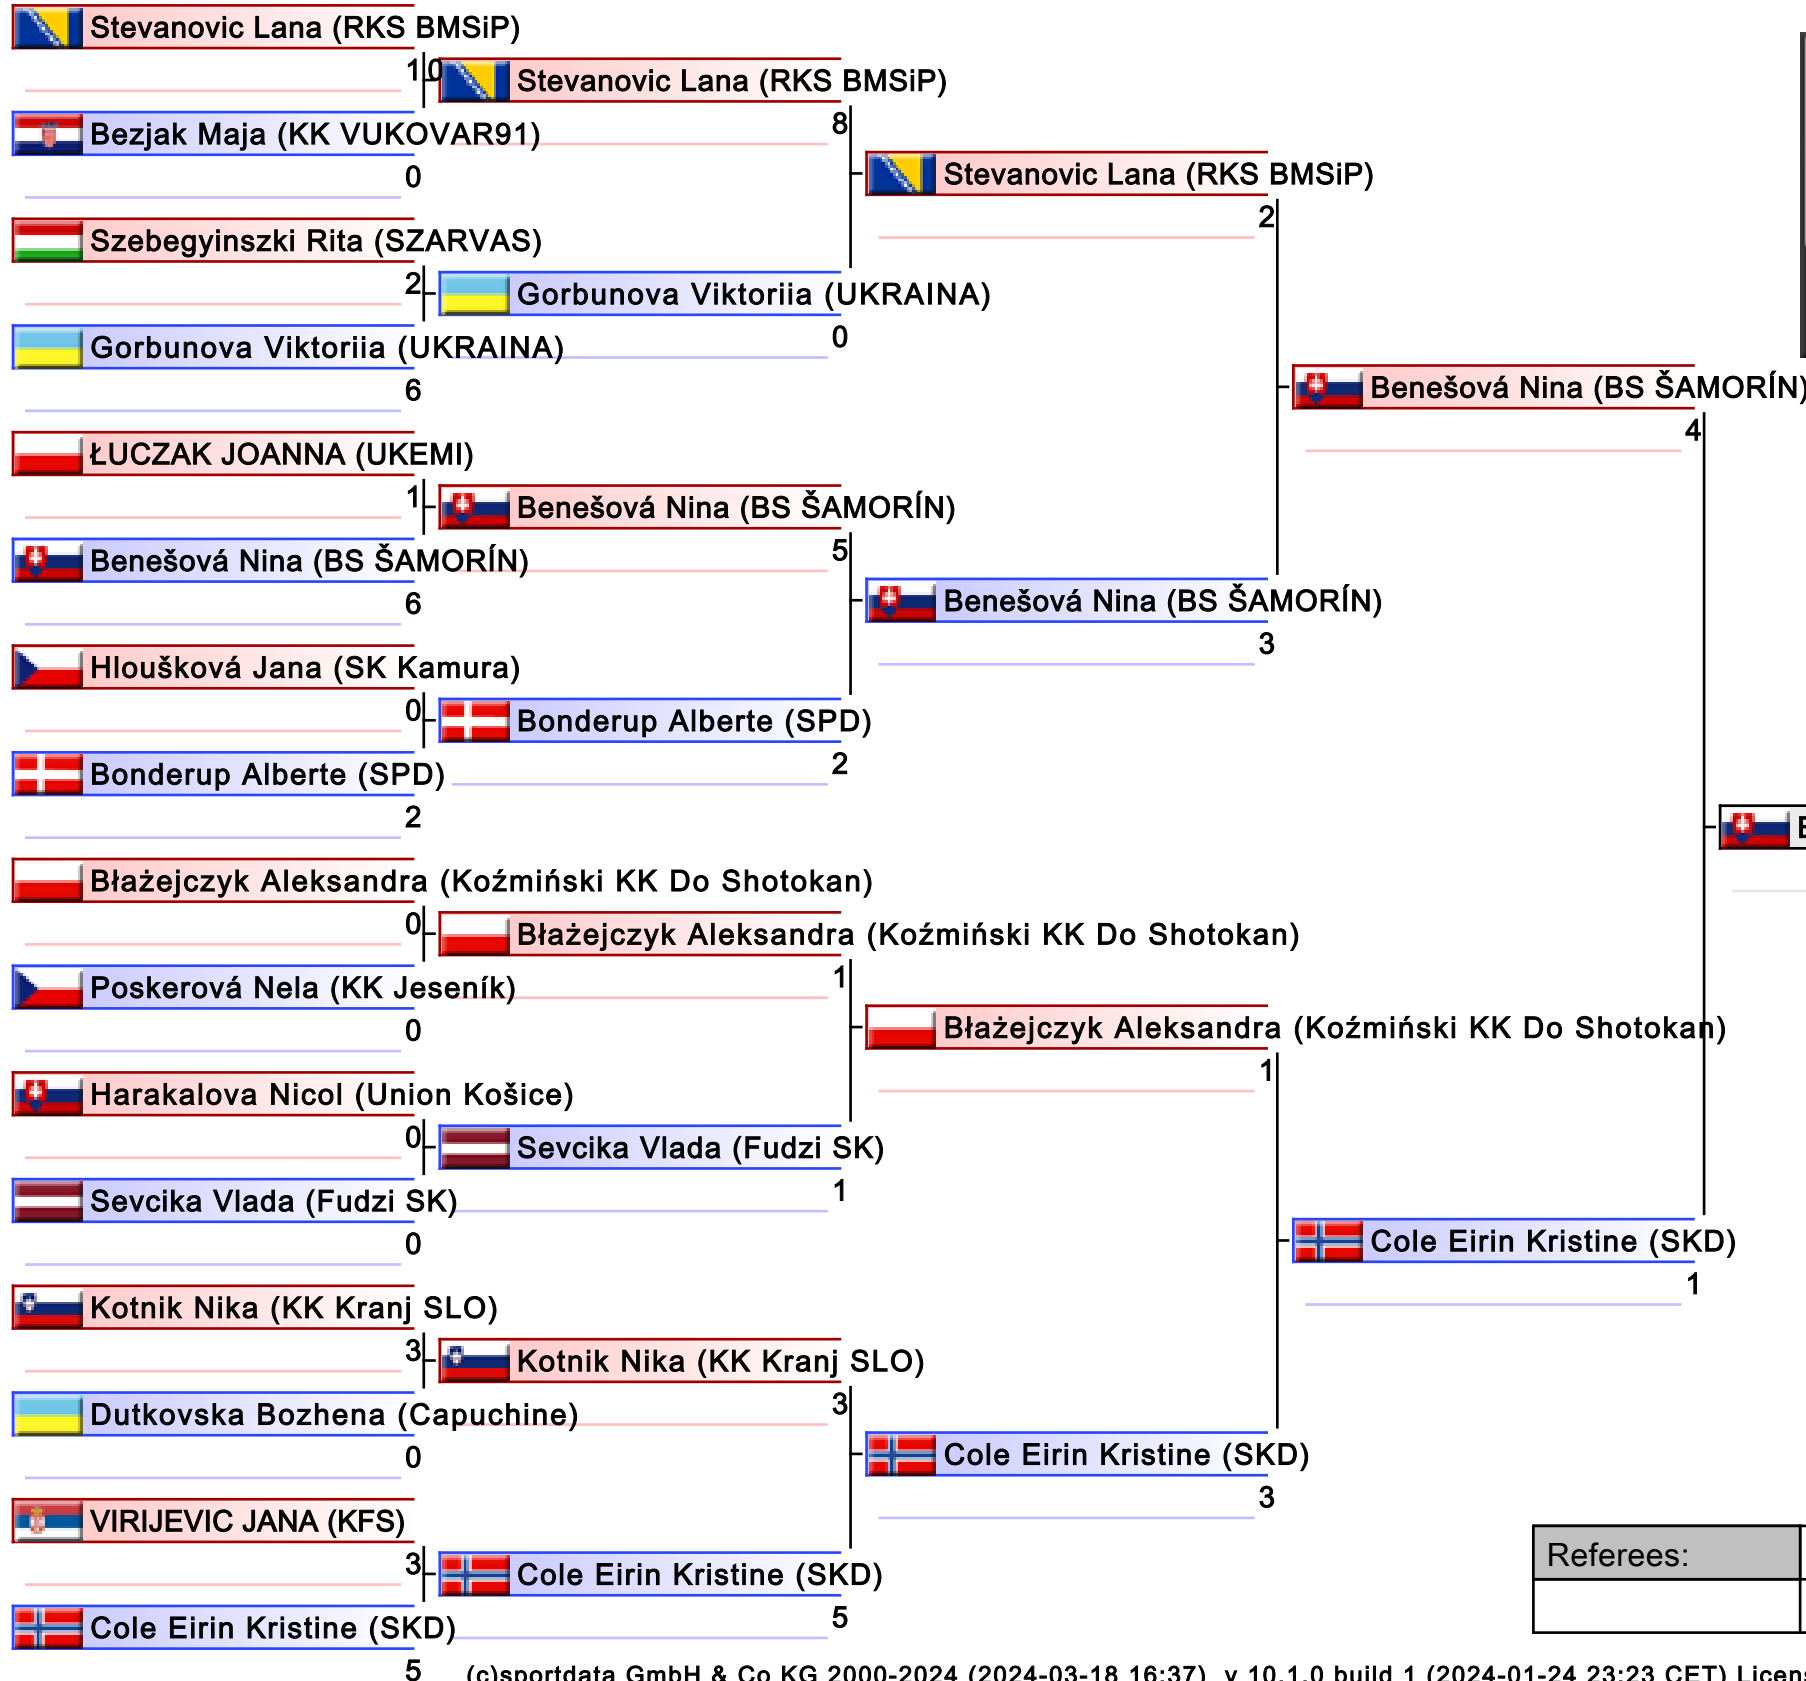 Stevanovic Lana (RKS BMSiP)
10
Bezjak Maja (KK VUKOVAR91)
0
Szebegyinszki Rita (SZARVAS)
2
Gorbunova Viktoriia (UKRAINA)
6
ŁUCZAK JOANNA (UKEMI)
1
Benešová Nina (BS ŠAMORÍN)
6
Hloušková Jana (SK Kamura)
0
Bonderup Alberte (SPD)
2
Błażejczyk Aleksandra (Koźmiński KK Do Shotokan)
0
Poskerová Nela (KK Jeseník)
0
Harakalova Nicol (Union Košice)
0
Sevcika Vlada (Fudzi SK)
0
Kotnik Nika (KK Kranj SLO)
3
Dutkovska Bozhena (Capuchine)
0
VIRIJEVIC JANA (KFS)
3
Cole Eirin Kristine (SKD)
5
Stevanovic Lana (RKS BMSiP)
8
Gorbunova Viktoriia (UKRAINA)
0
Benešová Nina (BS ŠAMORÍN)
5
Bonderup Alberte (SPD)
2
Błażejczyk Aleksandra (Koźmiński KK Do Shotokan)
1
Sevcika Vlada (Fudzi SK)
1
Kotnik Nika (KK Kranj SLO)
3
Cole Eirin Kristine (SKD)
5
Stevanovic Lana (RKS BMSiP)
2
Benešová Nina (BS ŠAMORÍN)
3
Błażejczyk Aleksandra (Koźmiński KK Do Shotokan)
1
Cole Eirin Kristine (SKD)
3
Benešová Nina (BS ŠAMORÍN)
4
Cole Eirin Kristine (SKD)
1
Referees:
(c)sportdata GmbH & Co KG 2000-2024 (2024-03-18 16:37) v 10.1.0 build 1 (2024-01-24 23:23 CET)